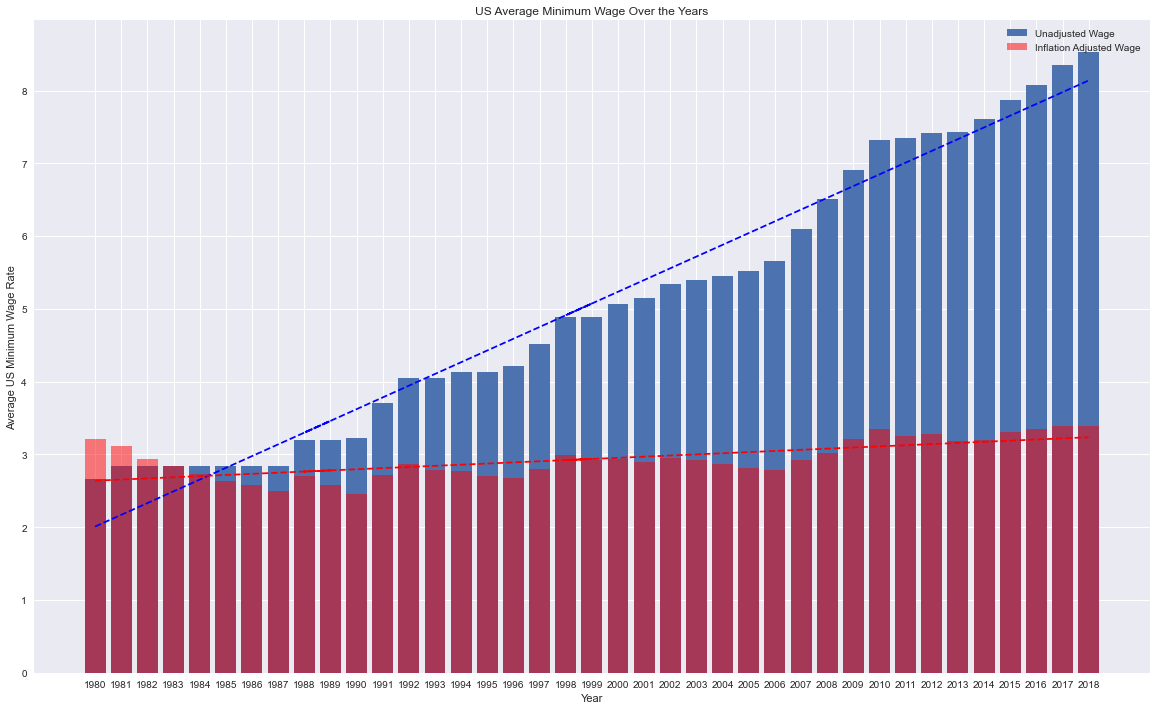 US Average Minimum Wage Over the Years
Unadjusted Wage
Inflation Adjusted Wage
Average US Minimum Wage Rate
8
7
6
5
4
3
2
1
0
1980 1981 1982 1983 1984 1985 1986 1987 1988 1989 1990 1991 1992 1993 1994 1995 1996 1997 1998 1999 2000 2001 2002 2003 2004 2005 2006 2007 2008 2009 2010 2011 2012 2013 2014 2015 2016 2017 2018
Year